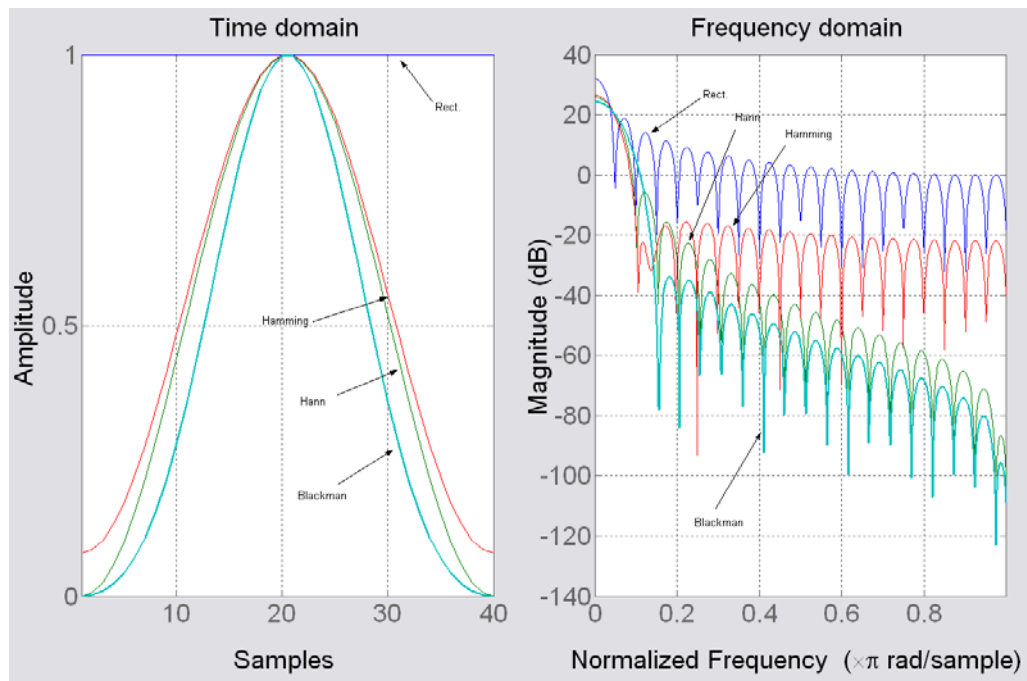 Time domain
1
0.5
0
10
20
30
40
Amplitude
Samples
Rect.
Hamming
Hann
Blackman
Frequency domain
40
20
0
-20
-40
-60
-80
-100
-120
-140
0
0.2
0.4
0.6
0.8
Magnitude (dB)
Normalized Frequency (×π rad/sample)
Rect.
Hann
Hamming
Blackman